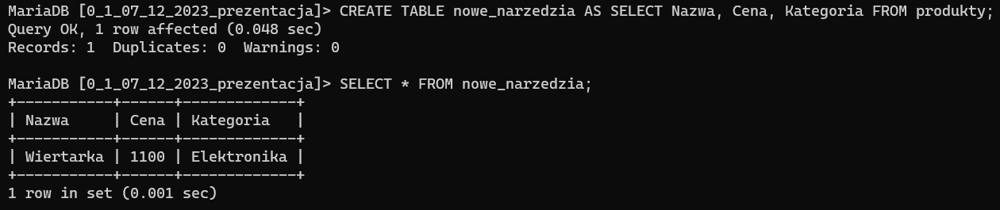 MariaDB [0_1_07_12_2023_prezentacja]> CREATE TABLE nowe_narzedzia AS SELECT Nazwa, Cena, Kategoria FROM produkty;
Query OK, 1 row affected (0.048 sec)
Records: 1  Duplicates: 0  Warnings: 0

MariaDB [0_1_07_12_2023_prezentacja]> SELECT * FROM nowe_narzedzia;
+-----------+------+-------------+
| Nazwa     | Cena | Kategoria   |
+-----------+------+-------------+
| Wiertarka | 1100 | Elektronika |
+-----------+------+-------------+
1 row in set (0.001 sec)